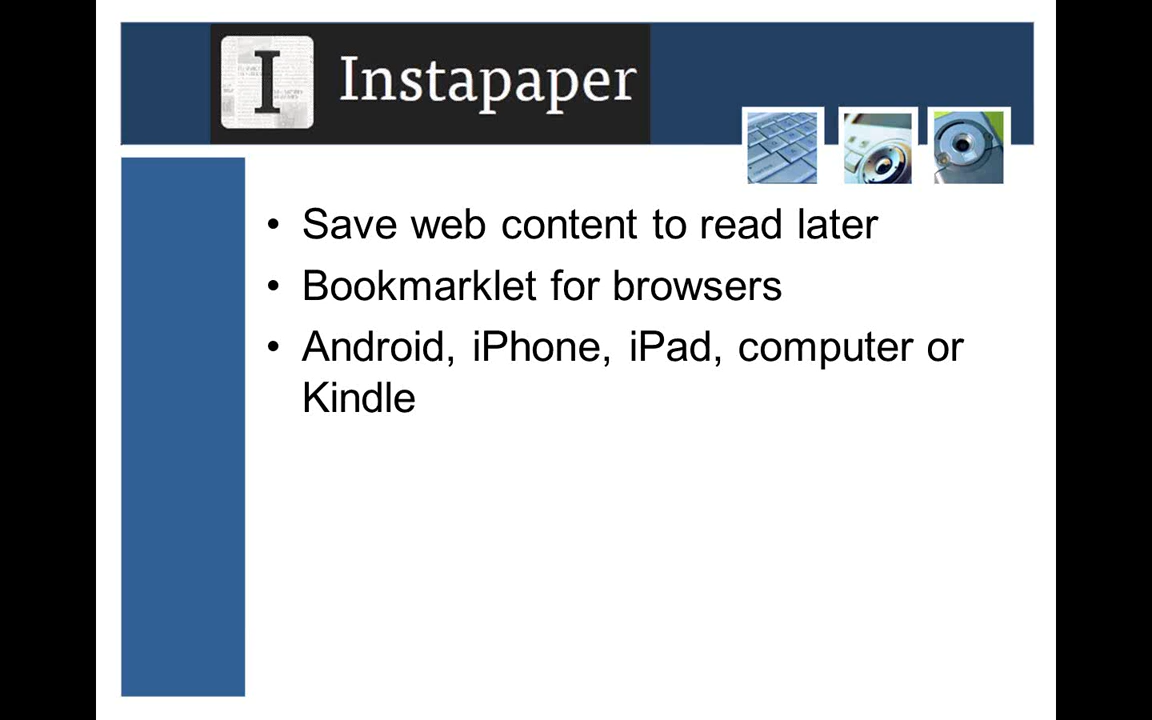 I Instapaper
• Save web content to read later
• Bookmarklet for browsers
• Android, iPhone, iPad, computer or
Kindle